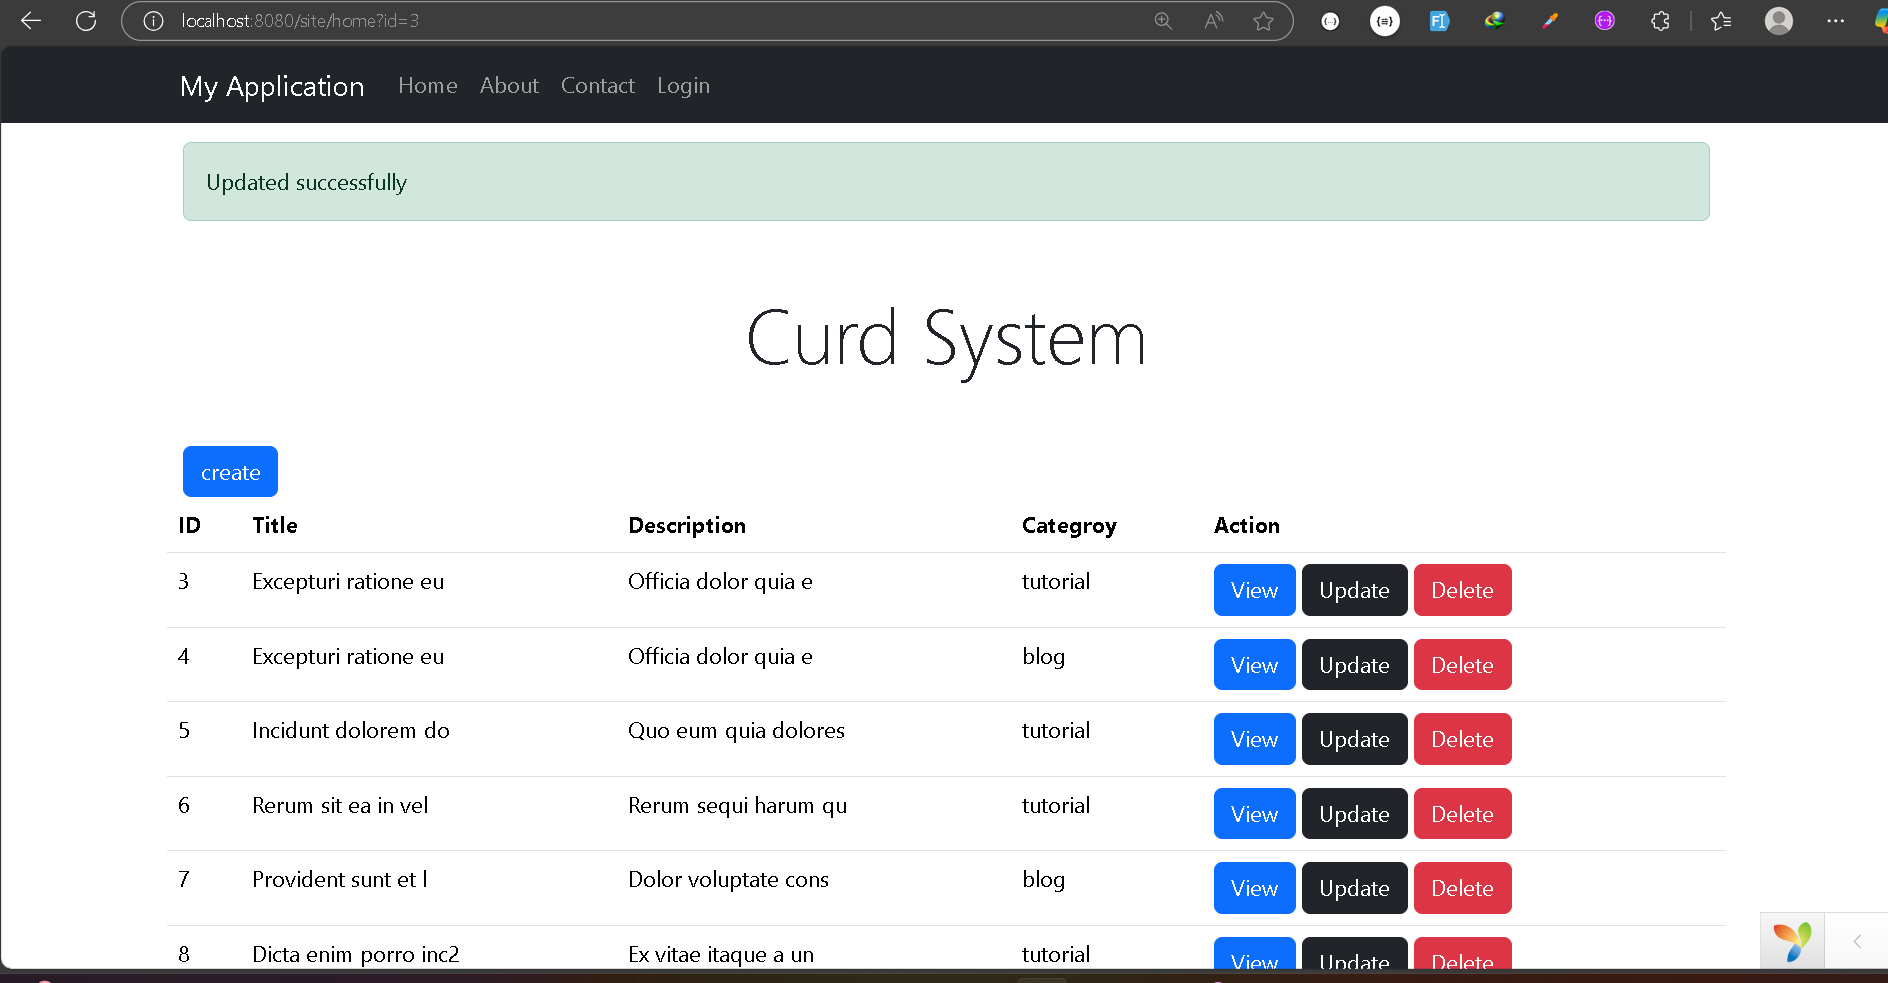 localhost:8080/site/home?id=3
My Application Home About Contact Login
Updated successfully
Curd System
create
ID Title Description Categroy Action
3 Excepturi ratione eu Officia dolor quia e tutorial View Update Delete
4 Excepturi ratione eu Officia dolor quia e blog View Update Delete
5 Incidunt dolorem do Quo eum quia dolores tutorial View Update Delete
6 Rerum sit ea in vel Rerum sequi harum qu tutorial View Update Delete
7 Provident sunt et l Dolor voluptate cons blog View Update Delete
8 Dicta enim porro inc2 Ex vitae itaque a un tutorial View Update Delete